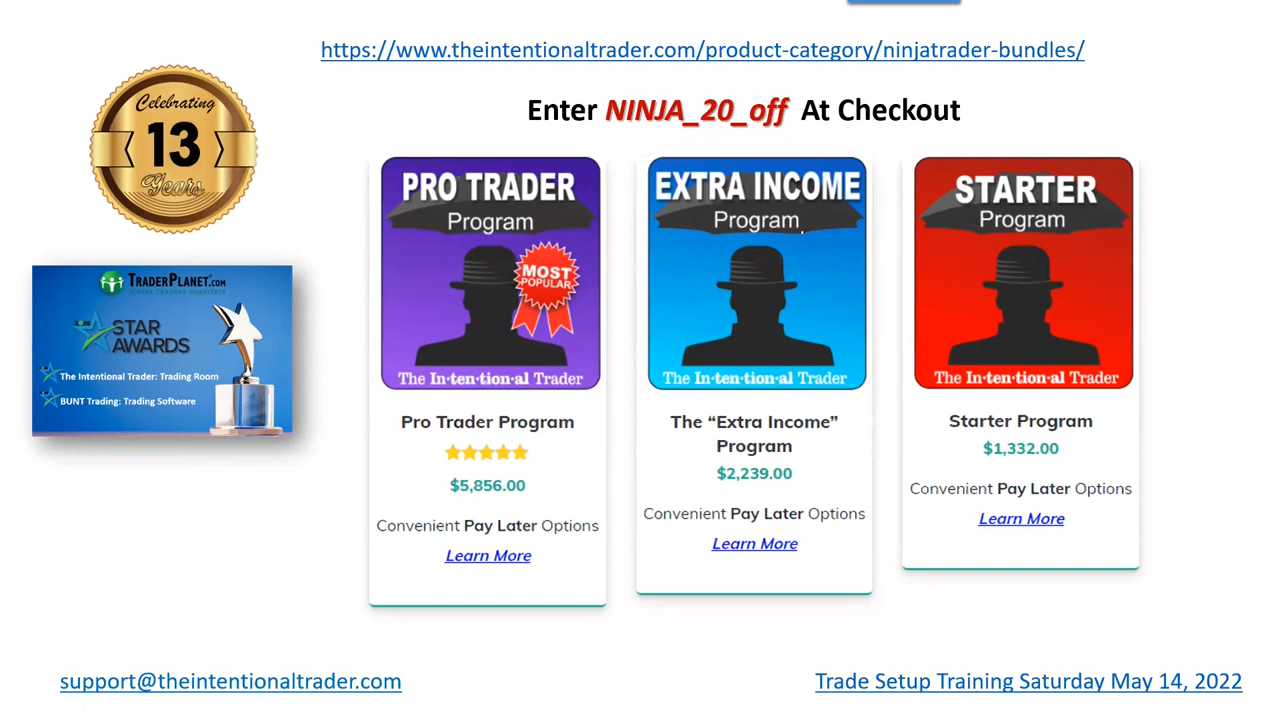 https://www.theintentionaltrader.com/product-category/ninjatrader-bundles/
Enter NINJA_20_off At Checkout
Celebrating
13
Years
TRADERPLANET.com
STAR
AWARDS
The Intentional Trader: Trading Room
BUNT Trading: Trading Software
PRO TRADER
Program
MOST
POPULAR
The In·ten·tion·al Trader
Pro Trader Program
$5,856.00
Convenient Pay Later Options
Learn More
EXTRA INCOME
Program
The In·ten·tion·al Trader
The “Extra Income”
Program
$2,239.00
Convenient Pay Later Options
Learn More
STARTER
Program
The In·ten·tion·al Trader
Starter Program
$1,332.00
Convenient Pay Later Options
Learn More
support@theintentionaltrader.com
Trade Setup Training Saturday May 14, 2022